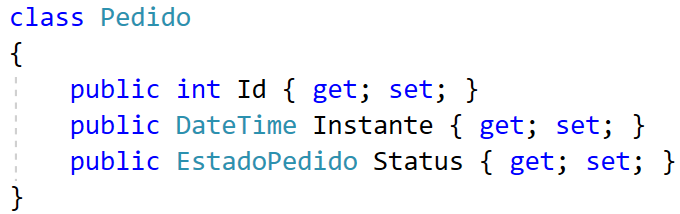 class Pedido
{
    public int Id { get; set; }
    public DateTime Instante { get; set; }
    public EstadoPedido Status { get; set; }
}